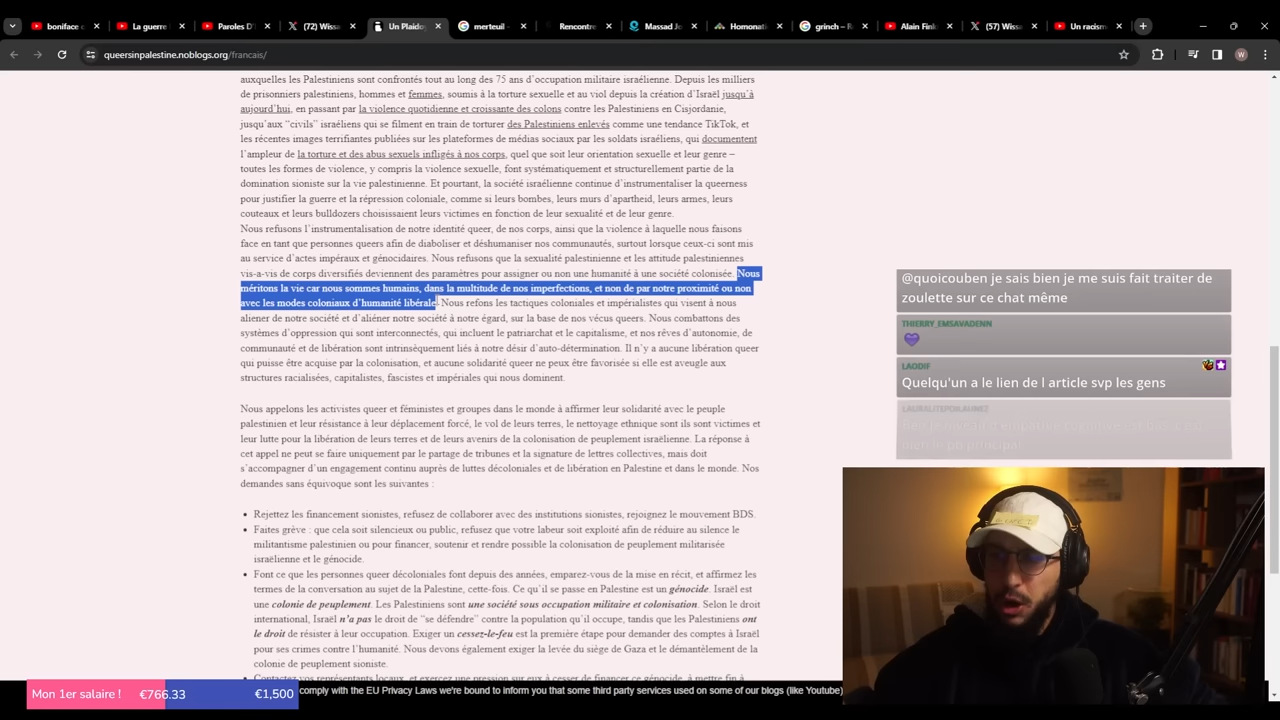 boniface c
La guerre
Paroles D'
(72) Wissa
Un Plaido
merteuil -
Rencontre
Massad Jo
Homonati
grinch – R
Alain Fink
(57) Wissa
Un racism
queersinpalestine.noblogs.org/francais/
W
auxquelles les Palestiniens sont confrontés tout au long des 75 ans d'occupation militaire israélienne. Depuis les milliers
de prisonniers palestiniens, hommes et femmes, soumis à la torture sexuelle et au viol depuis la création d'Israël jusqu'à
aujourd'hui, en passant par la violence quotidienne et croissante des colons contre les Palestiniens en Cisjordanie,
jusqu'aux "civils" israéliens qui se filment en train de torturer des Palestiniens enlevés comme une tendance TikTok, et
les récentes images terrifiantes publiées sur les plateformes de médias sociaux par les soldats israéliens, qui documentent
l'ampleur de la torture et des abus sexuels infligés à nos corps, quel que soit leur orientation sexuelle et leur genre –
toutes les formes de violence, y compris la violence sexuelle, font systématiquement et structurellement partie de la
domination sioniste sur la vie palestinienne. Et pourtant, la société israélienne continue d'instrumentaliser la queerness
pour justifier la guerre et la répression coloniale, comme si leurs bombes, leurs murs d'apartheid, leurs armes, leurs
couteaux et leurs bulldozers choisissaient leurs victimes en fonction de leur sexualité et de leur genre.
Nous refusons l'instrumentalisation de notre identité queer, de nos corps, ainsi que la violence à laquelle nous faisons
face en tant que personnes queers afin de diaboliser et déshumaniser nos communautés, surtout lorsque ceux-ci sont mis
au service d'actes impéraux et génocidaires. Nous refusons que la sexualité palestinienne et les attitude palestiniennes
vis-a-vis de corps diversifiés deviennent des paramètres pour assigner ou non une humanité à une société colonisée. Nous
méritons la vie car nous sommes humains, dans la multitude de nos imperfections, et non de par notre proximité ou non
avec les modes coloniaux d'humanité libérale. Nous refons les tactiques coloniales et impérialistes qui visent à nous
aliener de notre société et d'aliéner notre société à notre égard, sur la base de nos vécus queers. Nous combattons des
systèmes d'oppression qui sont interconnectés, qui incluent le patriarchat et le capitalisme, et nos rêves d'autonomie, de
communauté et de libération sont intrinsèquement liés à notre désir d'auto-détermination. Il n'y a aucune libération queer
qui puisse être acquise par la colonisation, et aucune solidarité queer ne peut être favorisée si elle est aveugle aux
structures racialisées, capitalistes, fascistes et impériales qui nous dominent.
Nous appelons les activistes queer et féministes et groupes dans le monde à affirmer leur solidarité avec le peuple
palestinien et leur résistance à leur déplacement forcé, le vol de leurs terres, le nettoyage ethnique sont ils sont victimes et
leur lutte pour la libération de leurs terres et de leurs avenirs de la colonisation de peuplement israélienne. La réponse à
cet appel ne peut se faire uniquement par le partage de tribunes et la signature de lettres collectives, mais doit
s'accompagner d'un engagement continu auprès de luttes décoloniales et de libération en Palestine et dans le monde. Nos
demandes sans équivoque sont les suivantes :
Rejettez les financement sionistes, refusez de collaborer avec des institutions sionistes, rejoignez le mouvement BDS.
Faites grève : que cela soit silencieux ou public, refusez que votre labeur soit exploité afin de réduire au silence le
militantisme palestinien ou pour financer, soutenir et rendre possible la colonisation de peuplement militarisée
israélienne et le génocide.
Font ce que les personnes queer décoloniales font depuis des années, emparez-vous de la mise en récit, et affirmez les
termes de la conversation au sujet de la Palestine, cette-fois. Ce qu'il se passe en Palestine est un génocide. Israël est
une colonie de peuplement. Les Palestiniens sont une société sous occupation militaire et colonisation. Selon le droit
international, Israël n'a pas le droit de "se défendre" contre la population qu'il occupe, tandis que les Palestiniens ont
le droit de résister à leur occupation. Exiger un cessez-le-feu est la première étape pour demander des comptes à Israël
pour ses crimes contre l'humanité. Nous devons également exiger la levée du siège de Gaza et le démantèlement de la
colonie de peuplement sioniste.
Contactez vos représentants locaux, et exercez une pression sur eux à cesser de financer ce génocide, à mettre fin à
comply with the EU Privacy Laws we're bound to inform you that some third party services used on some of our blogs (like Youtube)
Mon 1er salaire ! €766.33 €1,500
@quoicouben je sais bien je me suis fait traiter de
zoulette sur ce chat même
THIERRY_EMSAVADENN
LAODIF
Quelqu'un a le lien de l article svp les gens